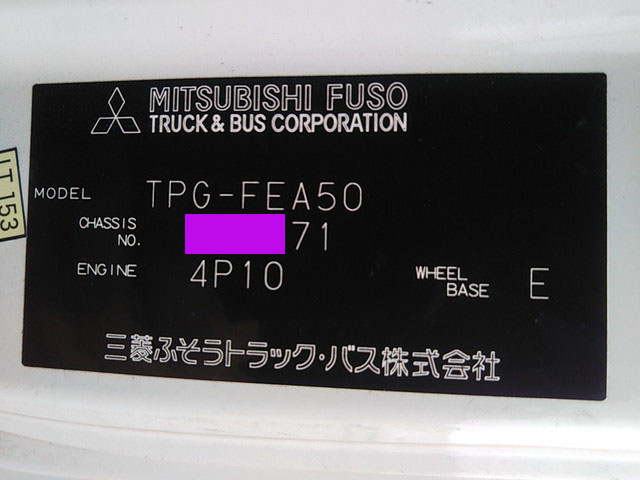 MITSUBISHI FUSO
TRUCK & BUS CORPORATION
MODEL TPG-FEA50
CHASSIS NO. 71
ENGINE 4P10 WHEEL BASE E
三菱ふそうトラック・バス株式会社
LT 153